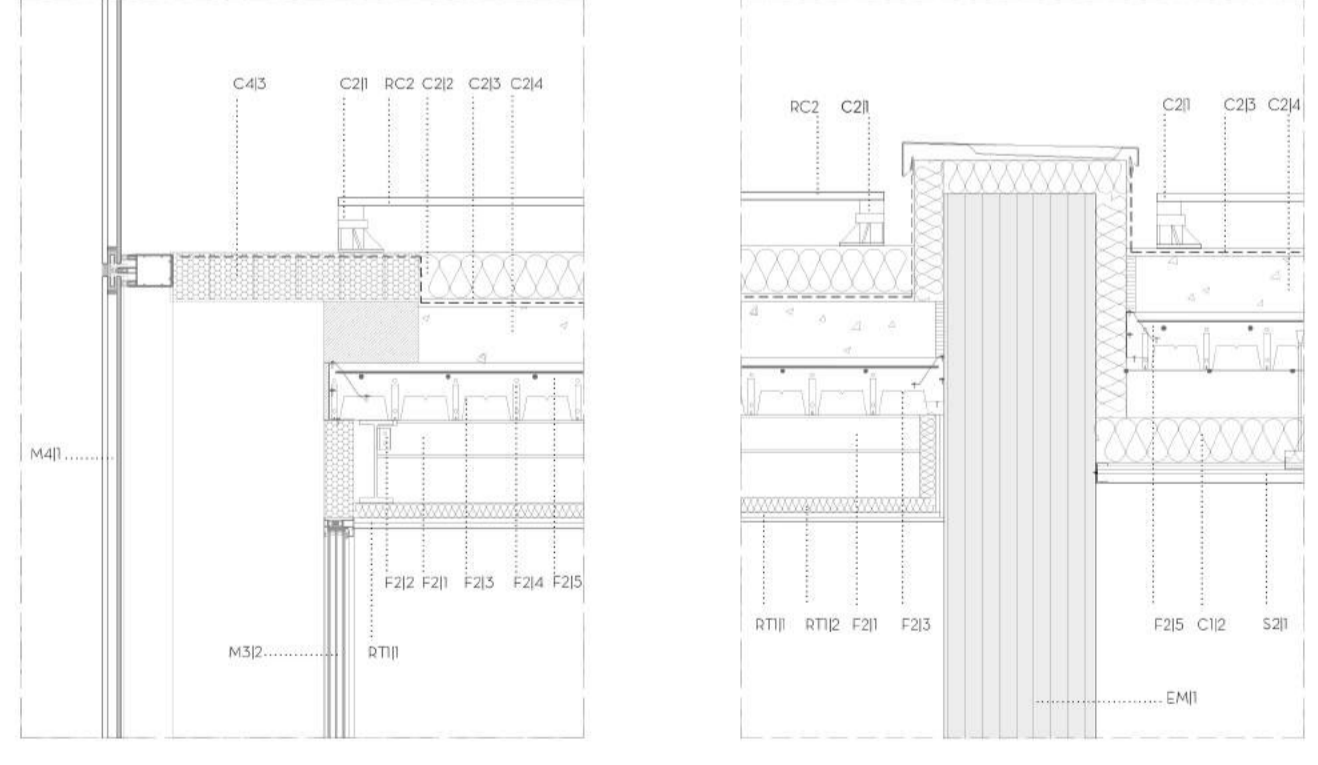 C4|3 C2|1 RC2 C2|2 C2|3 C2|4
M4|1
F2|2 F2|1 F2|3 F2|4 F2|5
M3|2 RT1|1
RC2 C2|1 C2|1 C2|3 C2|4
RT1|1 RT1|2 F2|1 F2|3 F2|5 C1|2 S2|1
EM|1